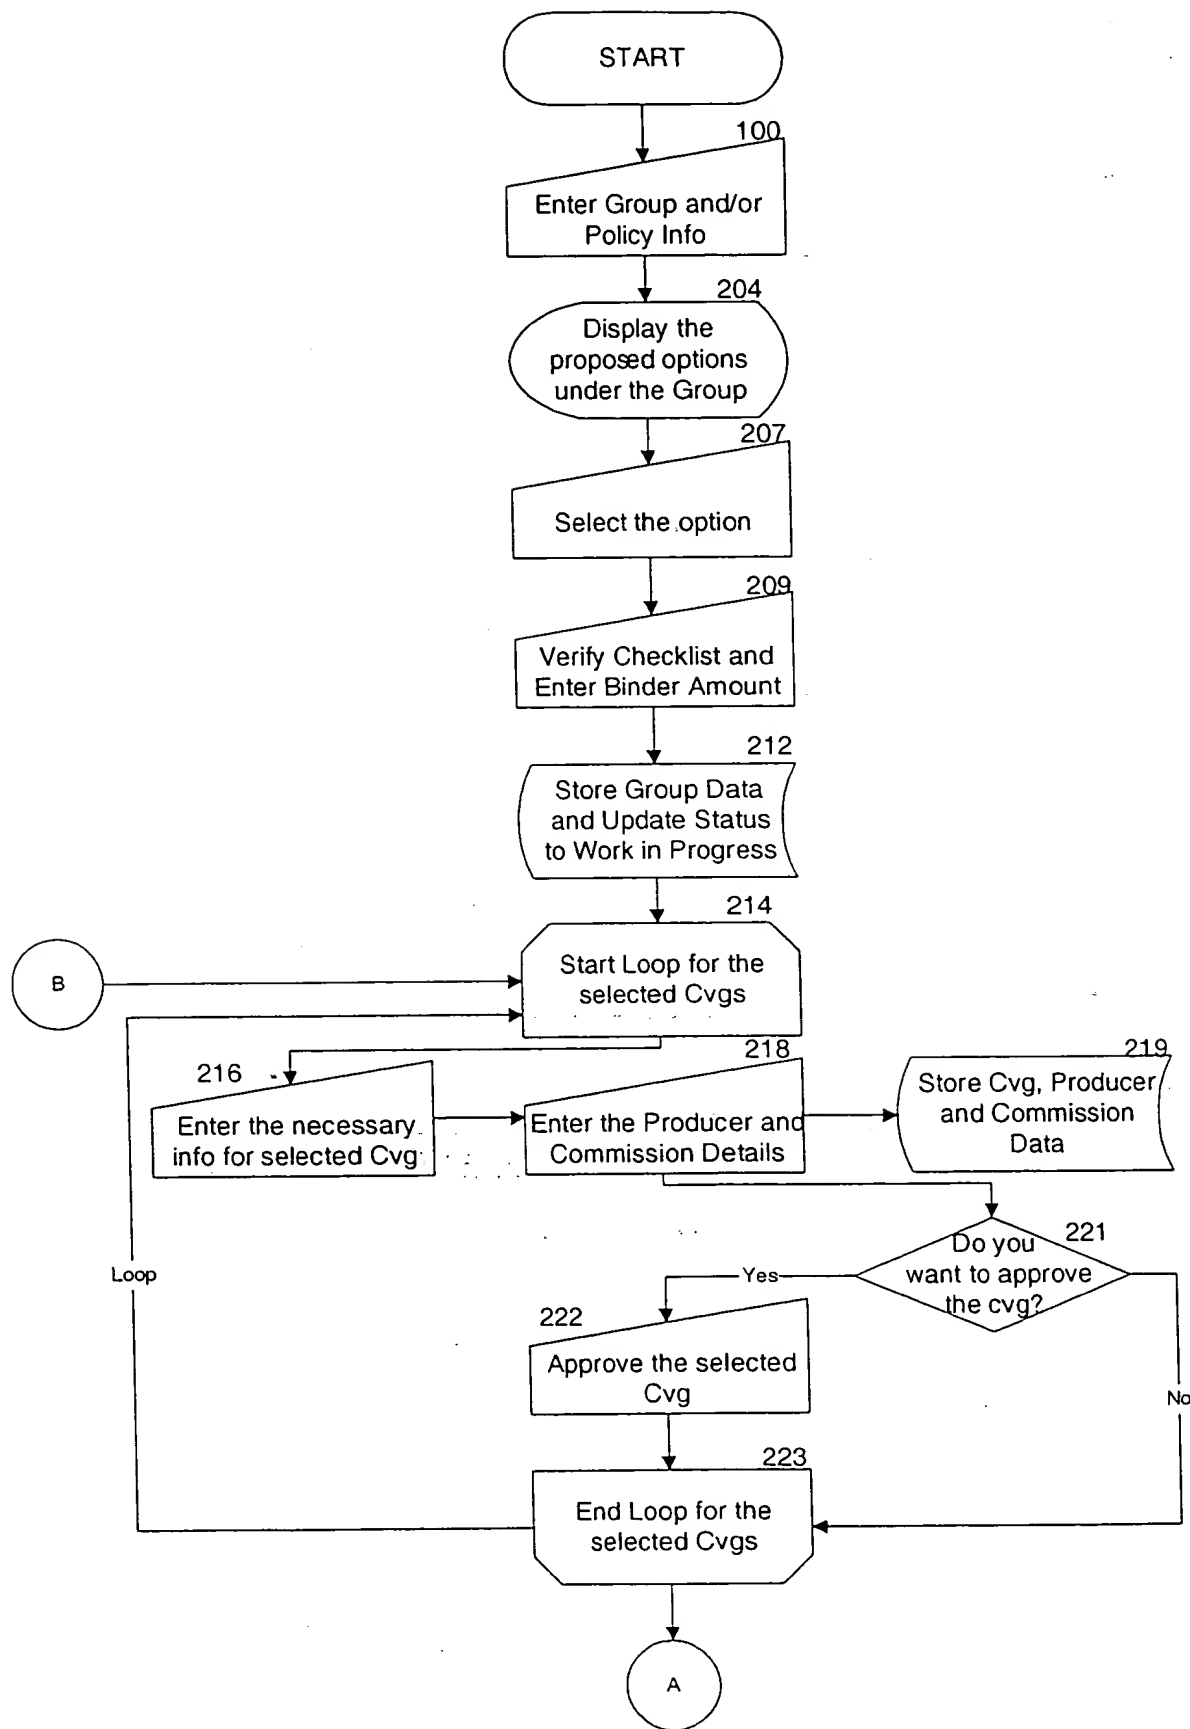 START
100
Enter Group and/or
Policy Info
204
Display the
proposed options
under the Group
207
Select the option
209
Verify Checklist and
Enter Binder Amount
212
Store Group Data
and Update Status
to Work in Progress
214
B
Start Loop for the
selected Cvgs
216
Enter the necessary
info for selected Cvg
218
Enter the Producer and
Commission Details
219
Store Cvg, Producer
and Commission
Data
221
Do you
want to approve
the cvg?
Loop
Yes
222
Approve the selected
Cvg
No
223
End Loop for the
selected Cvgs
A